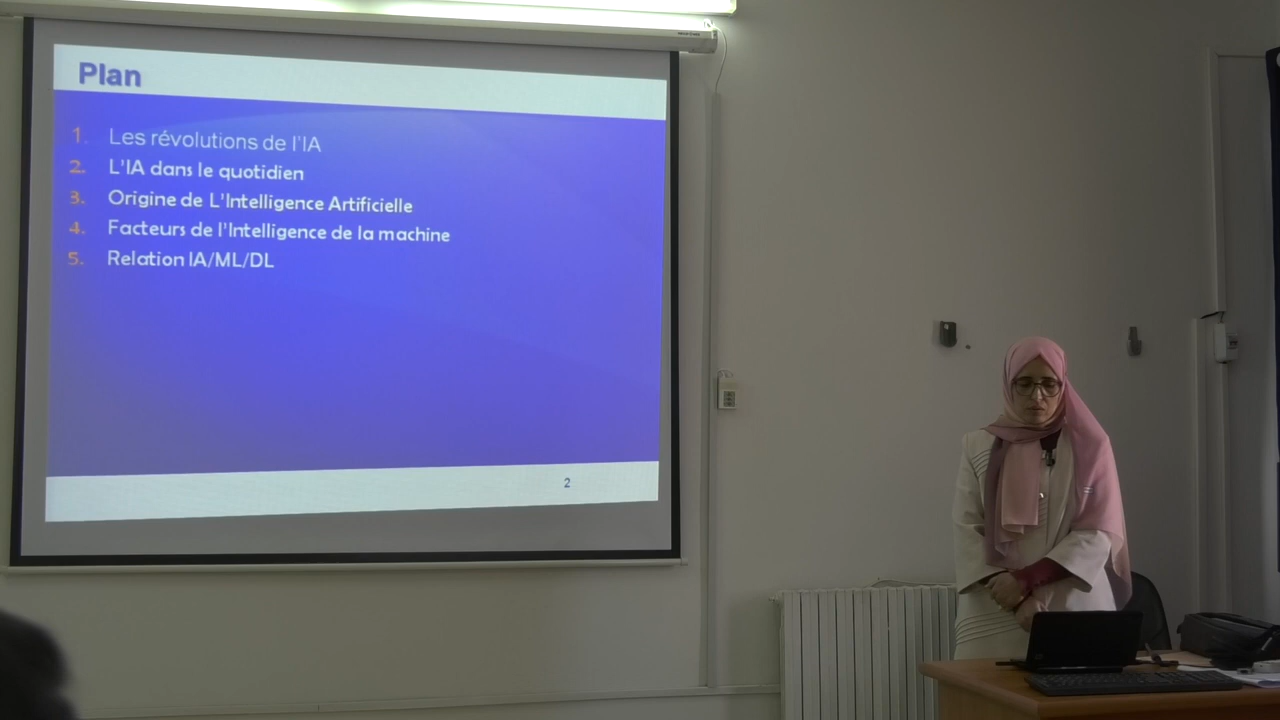 Plan
1. Les révolutions de l'IA
2. L'IA dans le quotidien
3. Origine de L'Intelligence Artificielle
4. Facteurs de l'Intelligence de la machine
5. Relation IA/ML/DL
2